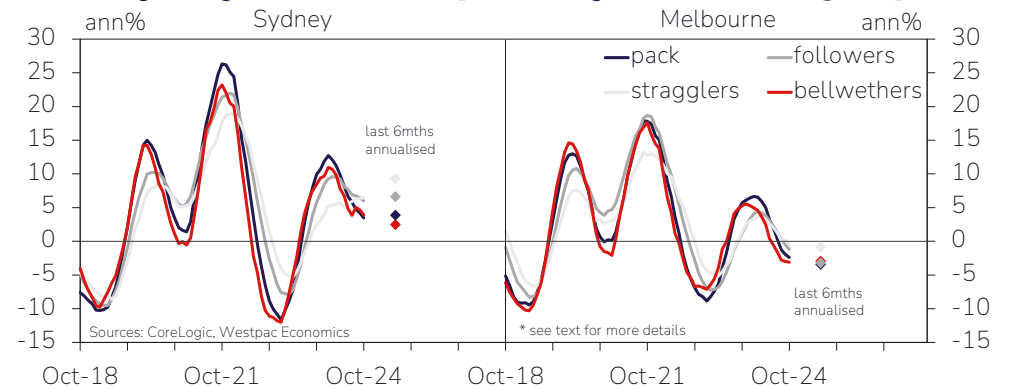 Sydney Melbourne
ann% ann%
30 30
25 25
20 20
15 15
10 10
5 5
0 0
-5 -5
-10 -10
-15 -15
pack followers
stragglers bellwethers
last 6mths
annualised
last 6mths
annualised
Sources: CoreLogic, Westpac Economics
* see text for more details
Oct-18 Oct-21 Oct-24 Oct-18 Oct-21 Oct-24